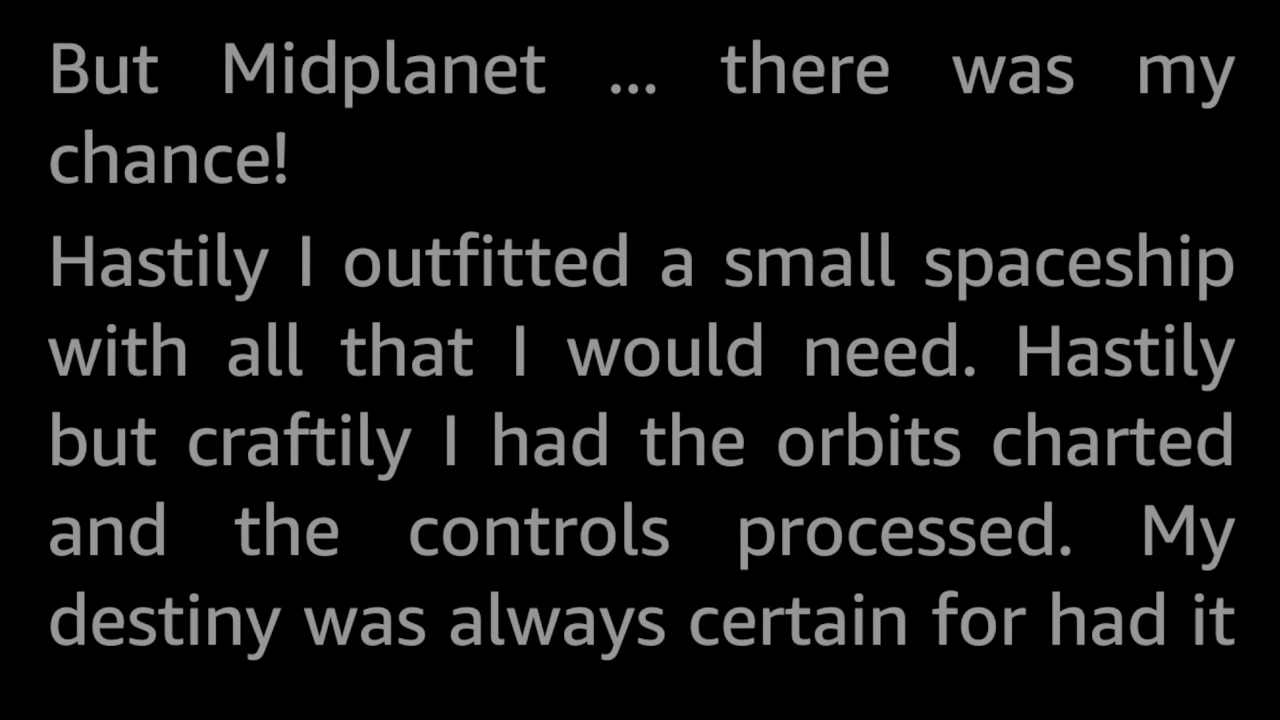 But Midplanet ... there was my
chance!
Hastily I outfitted a small spaceship
with all that I would need. Hastily
but craftily I had the orbits charted
and the controls processed. My
destiny was always certain for had it